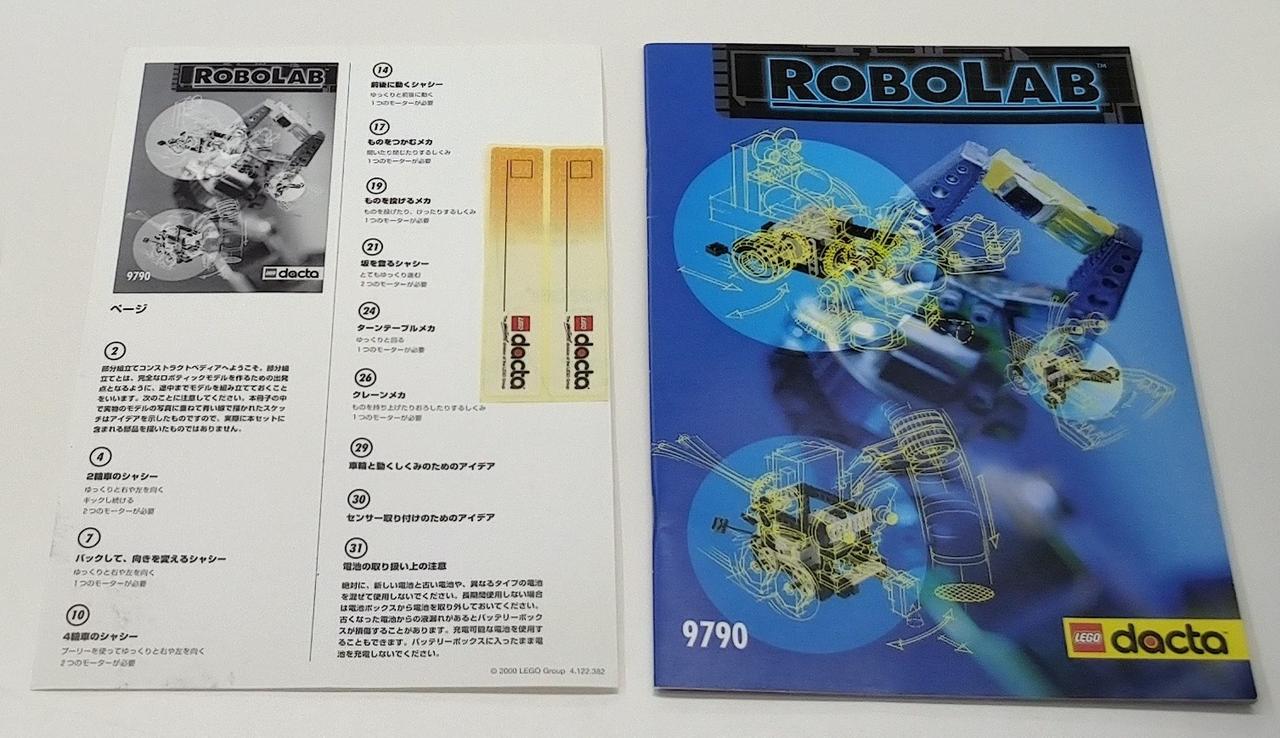 ROBOLAB
9790
LEGO dacta
ページ
2
部分組立てコンストラクトペディアへようこそ。部分組
立てとは、完全なロボティックモデルを作るための出発
点となるように、途中までモデルを組み立てておくこと
をいいます。次のことに注意してください。本冊子の中
で実物のモデルの写真に重ねて青い線で描かれたスケッ
チはアイデアを示したものですので、実際に本セットに
含まれる部品を描いたものではありません。
4
2輪車のシャシー
ゆっくりと右や左を向く
キックし続ける
2つのモーターが必要
7
バックして、向きを変えるシャシー
ゆっくりと右や左を向く
1つのモーターが必要
10
4輪車のシャシー
プーリーを使ってゆっくりと右や左を向く
2つのモーターが必要
14
前後に動くシャシー
ゆっくりと前後に動く
1つのモーターが必要
17
ものをつかむメカ
開いたり閉じたりするしくみ
1つのモーターが必要
19
ものを投げるメカ
ものを投げたり、けったりするしくみ
1つのモーターが必要
21
坂を登るシャシー
とてもゆっくり進む
2つのモーターが必要
24
ターンテーブルメカ
ゆっくりと回る
1つのモーターが必要
26
クレーンメカ
ものを持ち上げたりおろしたりするしくみ
1つのモーターが必要
29
車輪と動くしくみのためのアイデア
30
センサー取り付けのためのアイデア
31
電池の取り扱い上の注意
絶対に、新しい電池と古い電池や、異なるタイプの電池
を混ぜて使用しないでください。長期間使用しない場合
は電池ボックスから電池を取り外しておいてください。
古くなった電池からの液漏れがあるとバッテリーボック
スが損傷することがあります。充電可能な電池を使用す
ることもできます。バッテリーボックスに入ったまま電
池を充電しないでください。
© 2000 LEGO Group 4.122.382
LEGO dacta
The educational division of the LEGO Group
LEGO dacta
The educational division of the LEGO Group
ROBOLAB™
9790
LEGO dacta